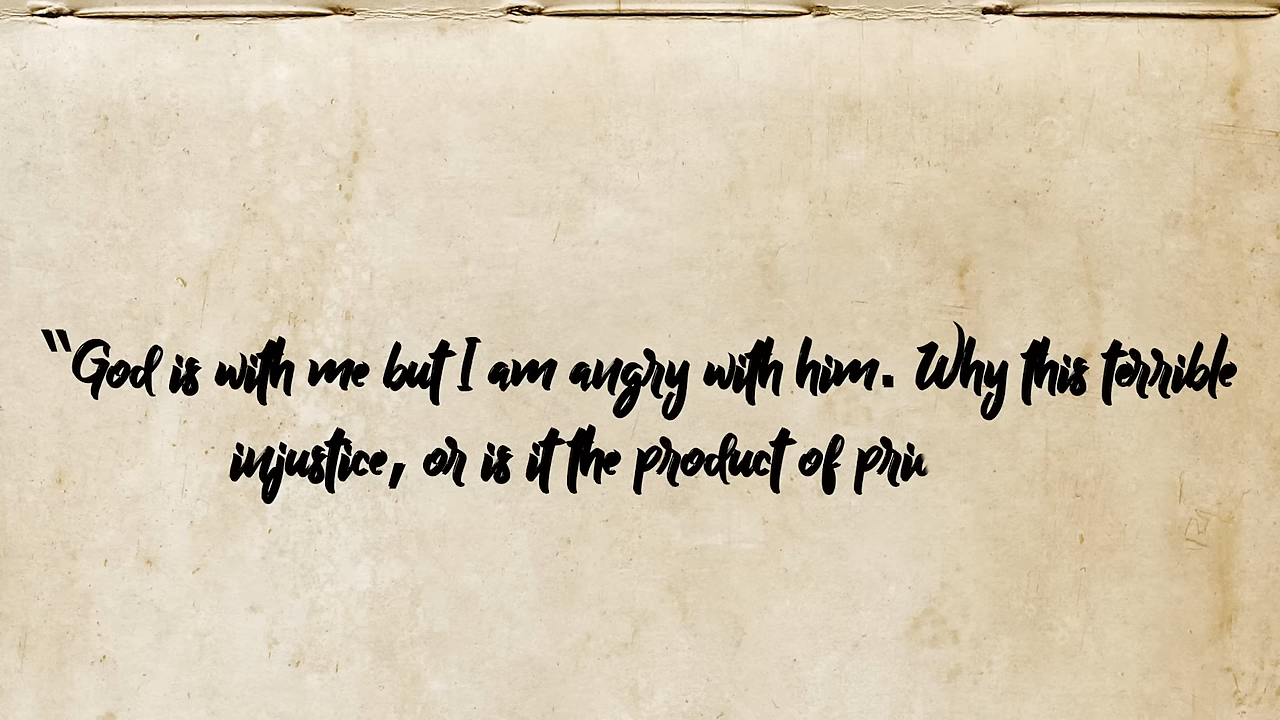 “God is with me but I am angry with him. Why this terrible
injustice, or is it the product of